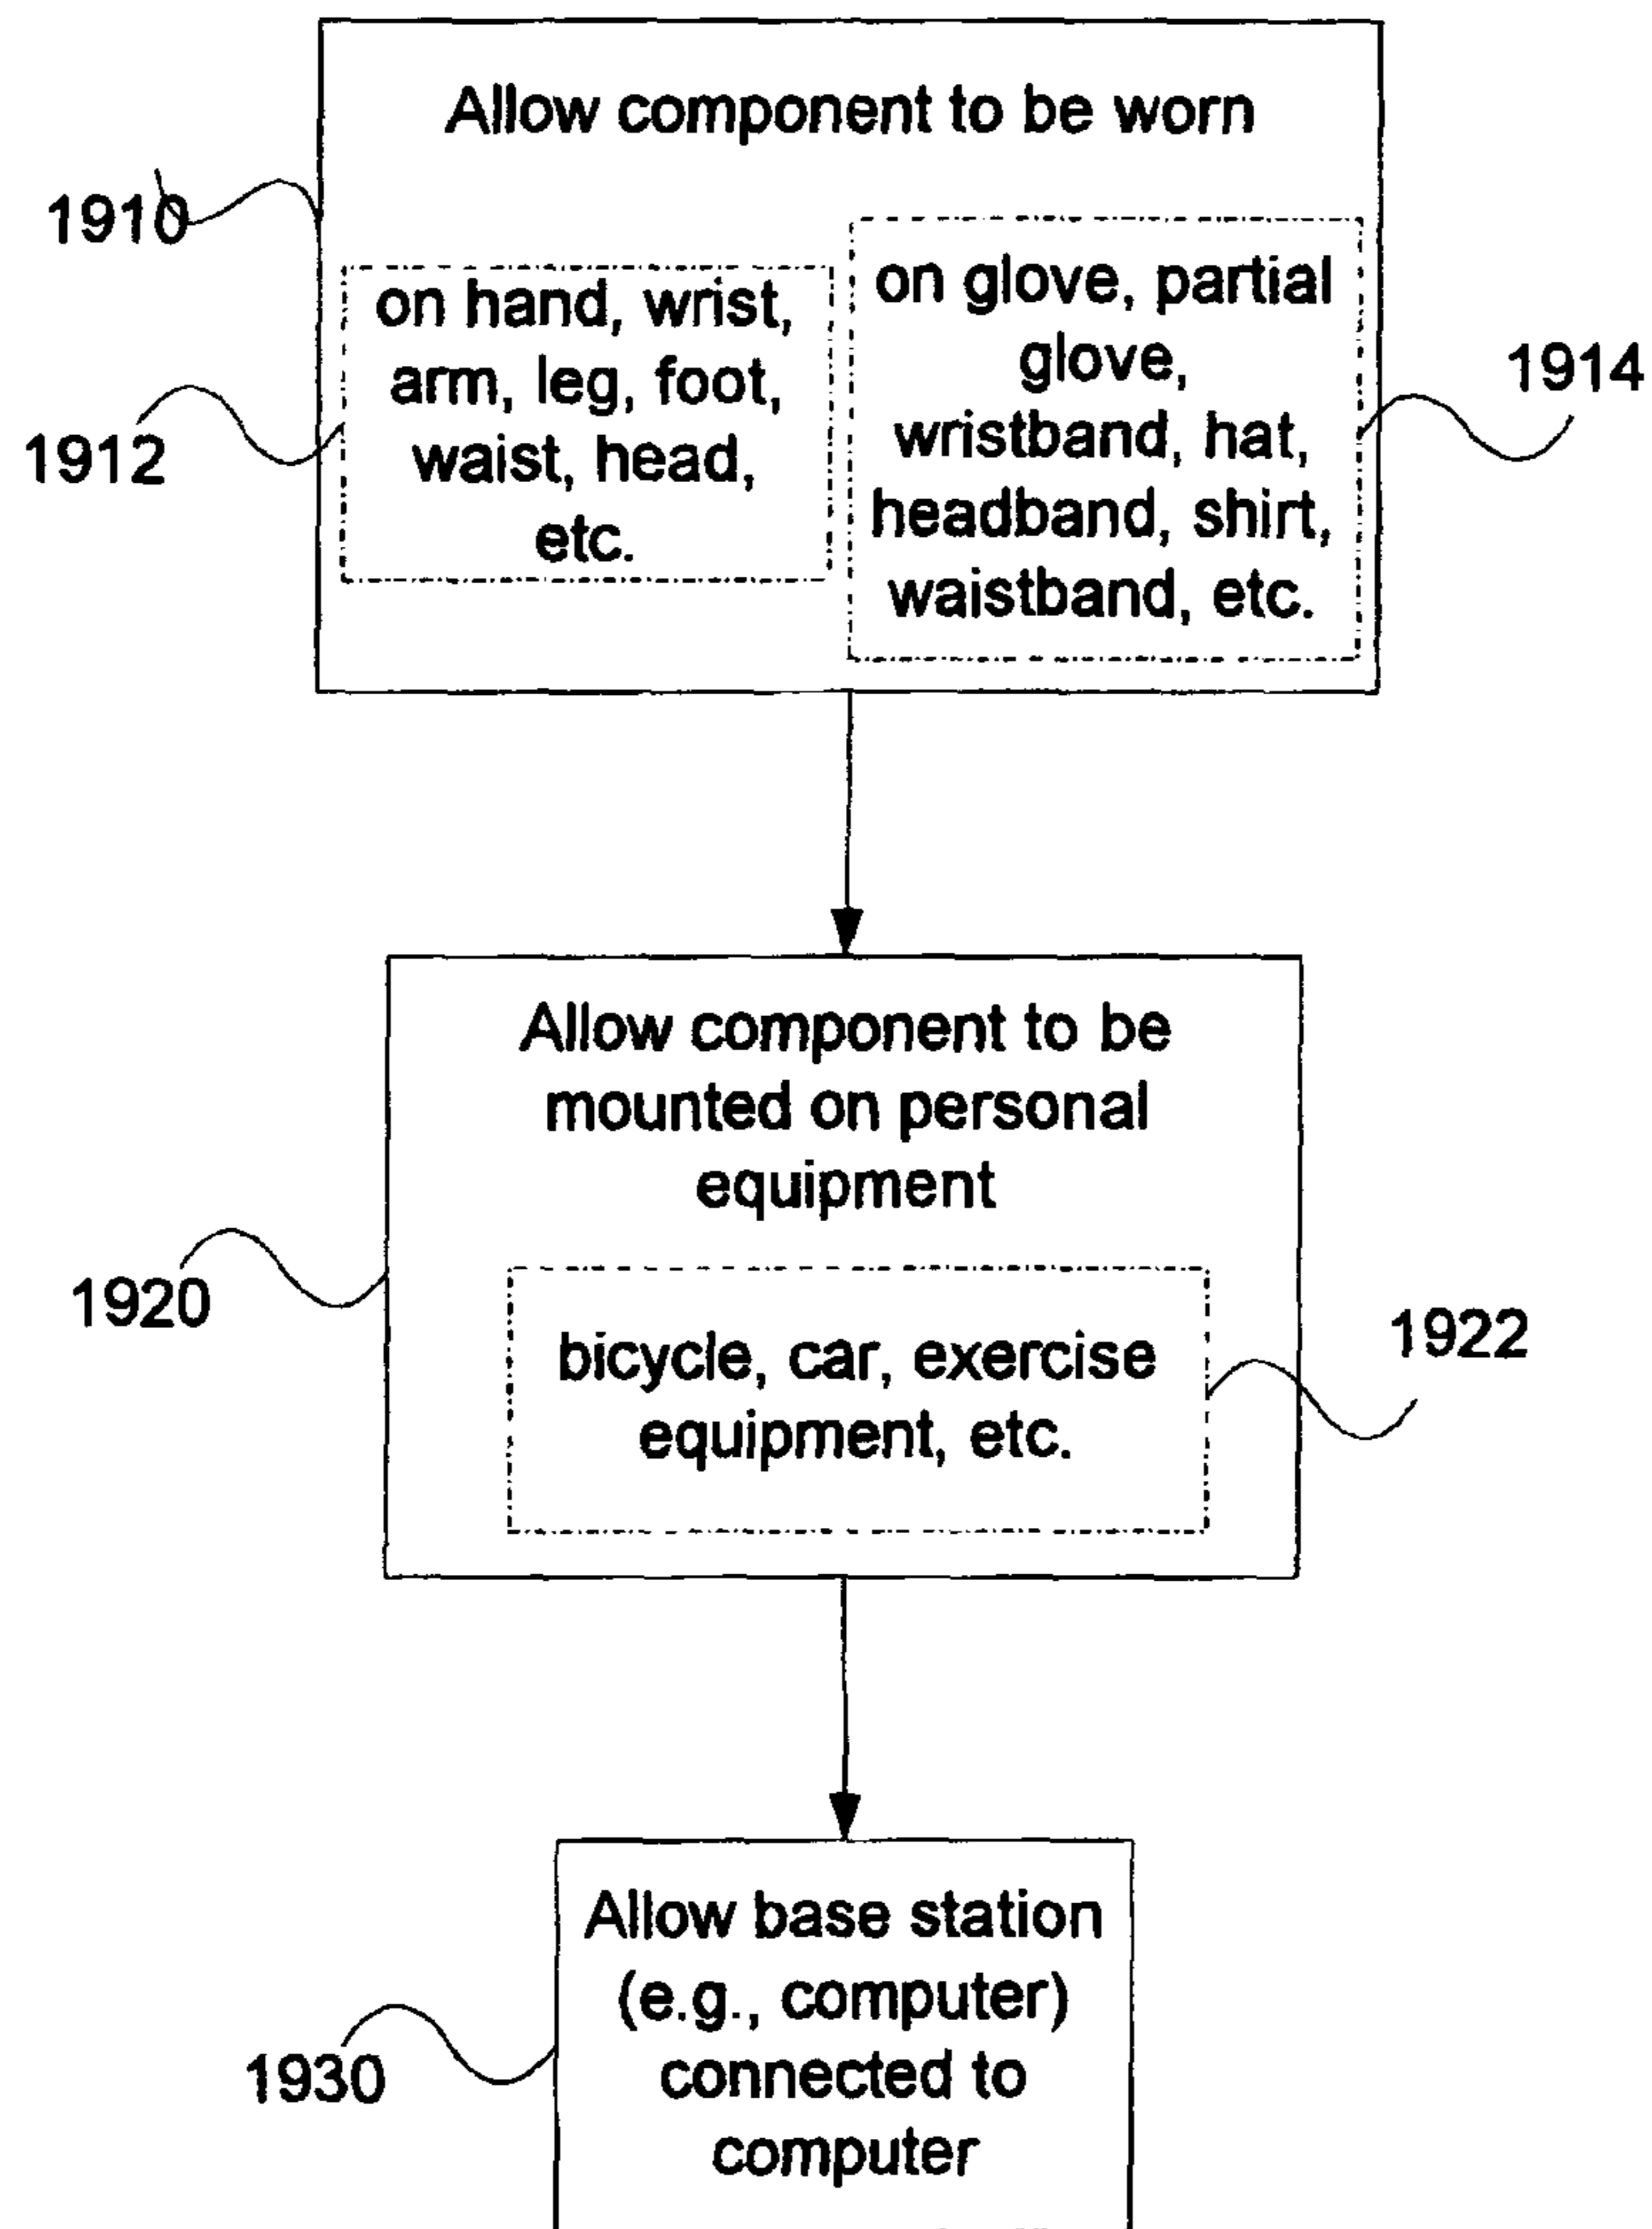 Allow component to be worn
1910
on hand, wrist,
arm, leg, foot,
waist, head,
etc.
1912
on glove, partial
glove,
wristband, hat,
headband, shirt,
waistband, etc.
1914
Allow component to be
mounted on personal
equipment
1920
bicycle, car, exercise
equipment, etc.
1922
Allow base station
(e.g., computer)
connected to
computer
1930